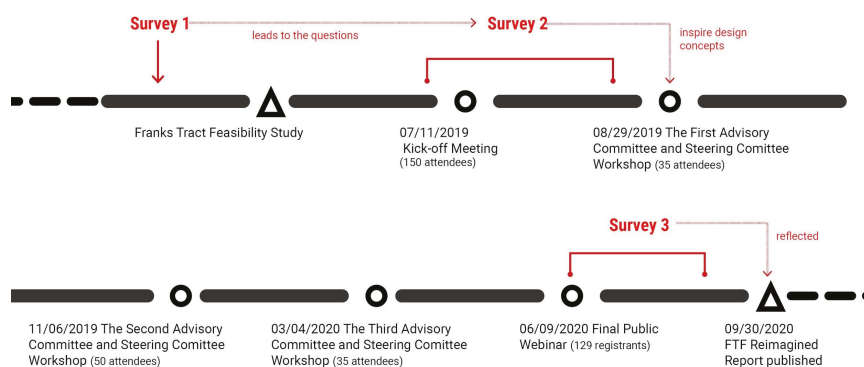 Survey 1
leads to the questions
Survey 2
inspire design
concepts
Franks Tract Feasibility Study
07/11/2019
Kick-off Meeting
(150 attendees)
08/29/2019 The First Advisory
Committee and Steering Comittee
Workshop (35 attendees)
Survey 3
reflected
11/06/2019 The Second Advisory
Committee and Steering Comittee
Workshop (50 attendees)
03/04/2020 The Third Advisory
Committee and Steering Comittee
Workshop (35 attendees)
06/09/2020 Final Public
Webinar (129 registrants)
09/30/2020
FTF Reimagined
Report published